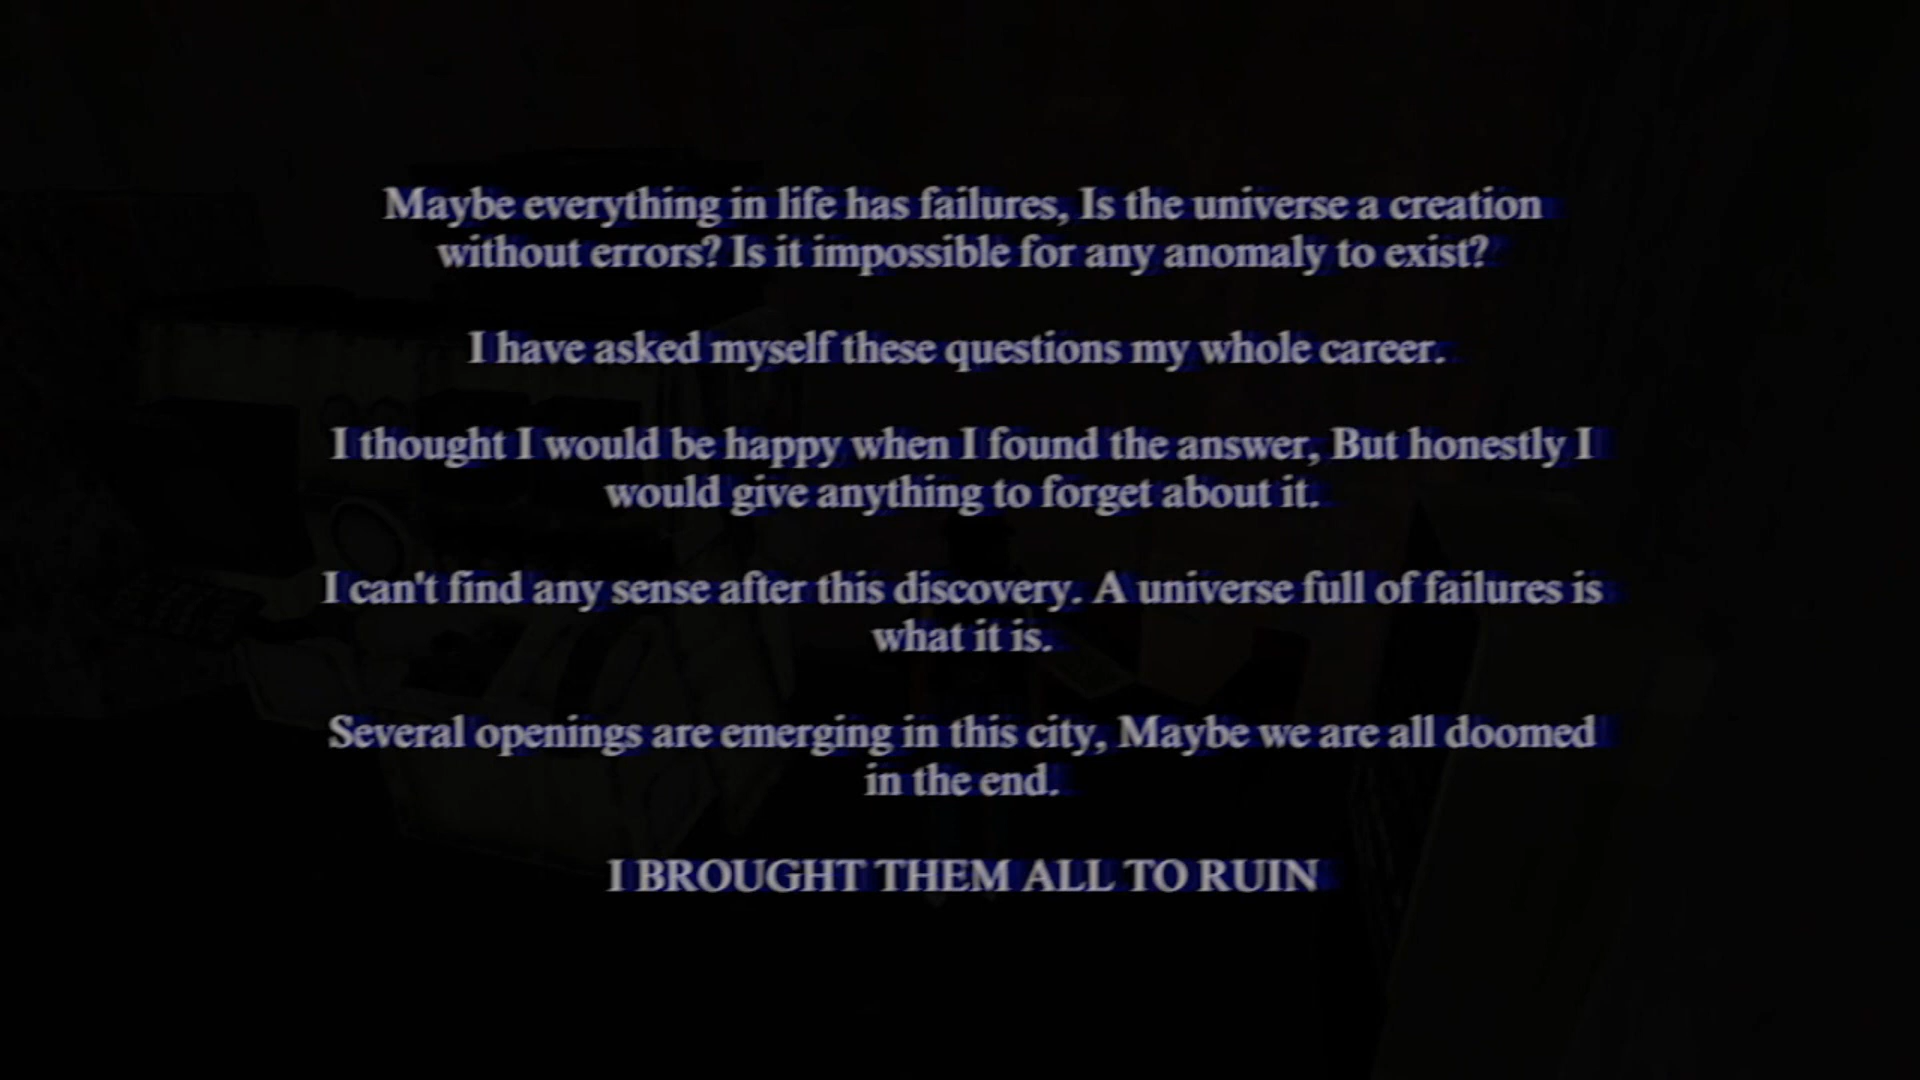 Maybe everything in life has failures, Is the universe a creation
without errors? Is it impossible for any anomaly to exist?
I have asked myself these questions my whole career.
I thought I would be happy when I found the answer, But honestly I
would give anything to forget about it.
I can't find any sense after this discovery. A universe full of failures is
what it is.
Several openings are emerging in this city, Maybe we are all doomed
in the end.
I BROUGHT THEM ALL TO RUIN